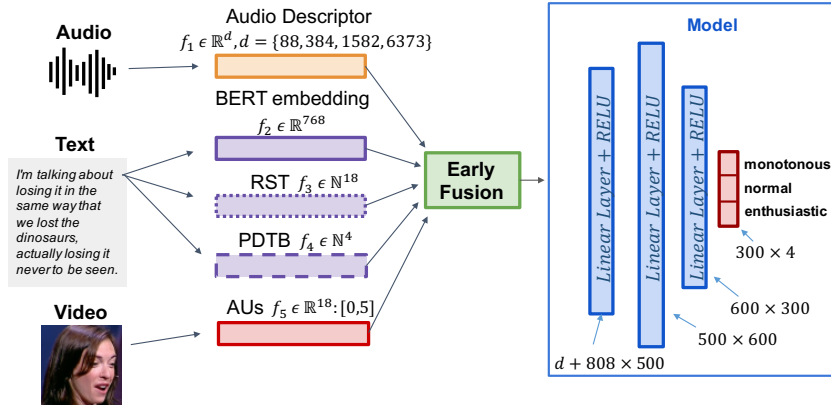 Audio
Audio Descriptor
f₁ ϵ ℝᵈ, d = {88,384,1582,6373}
BERT embedding
f₂ ϵ ℝ⁷⁶⁸
Text
I'm talking about
losing it in the
same way that
we lost the
dinosaurs,
actually losing it
never to be seen.
RST f₃ ϵ ℕ¹⁸
PDTB f₄ ϵ ℕ⁴
Video
AUs f₅ ϵ ℝ¹⁸: [0,5]
Early
Fusion
Model
Linear Layer + RELU
Linear Layer + RELU
Linear Layer + RELU
monotonous
normal
enthusiastic
300 × 4
600 × 300
500 × 600
d + 808 × 500